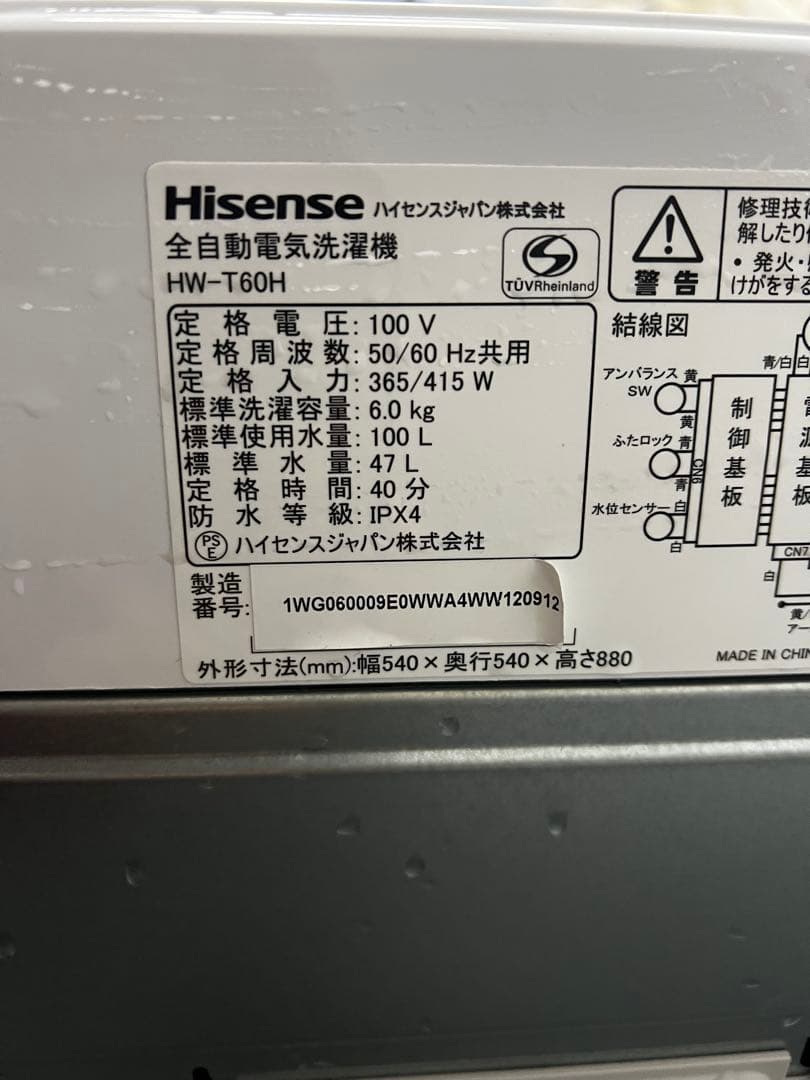 Hisense ハイセンスジャパン株式会社
全自動電気洗濯機
HW-T60H
TÜVRheinland
定格電圧: 100 V
定格周波数: 50/60 Hz共用
定格入力: 365/415 W
標準洗濯容量: 6.0 kg
標準使用水量: 100 L
標準水量: 47 L
定格時間: 40 分
防水等級: IPX4
PSE ハイセンスジャパン株式会社
製造
番号: 1WG060009E0WWA4WW120912
外形寸法(mm):幅540×奥行540×高さ880
警告
修理技
解したり
・発火・
けがをする
結線図
青/白 白
アンバランス 黄
SW
黄
ふたロック 青
青
CN6
水位センサー 白
白
制御基板
源基板
CN7
白
黄/
アー
MADE IN CHIN